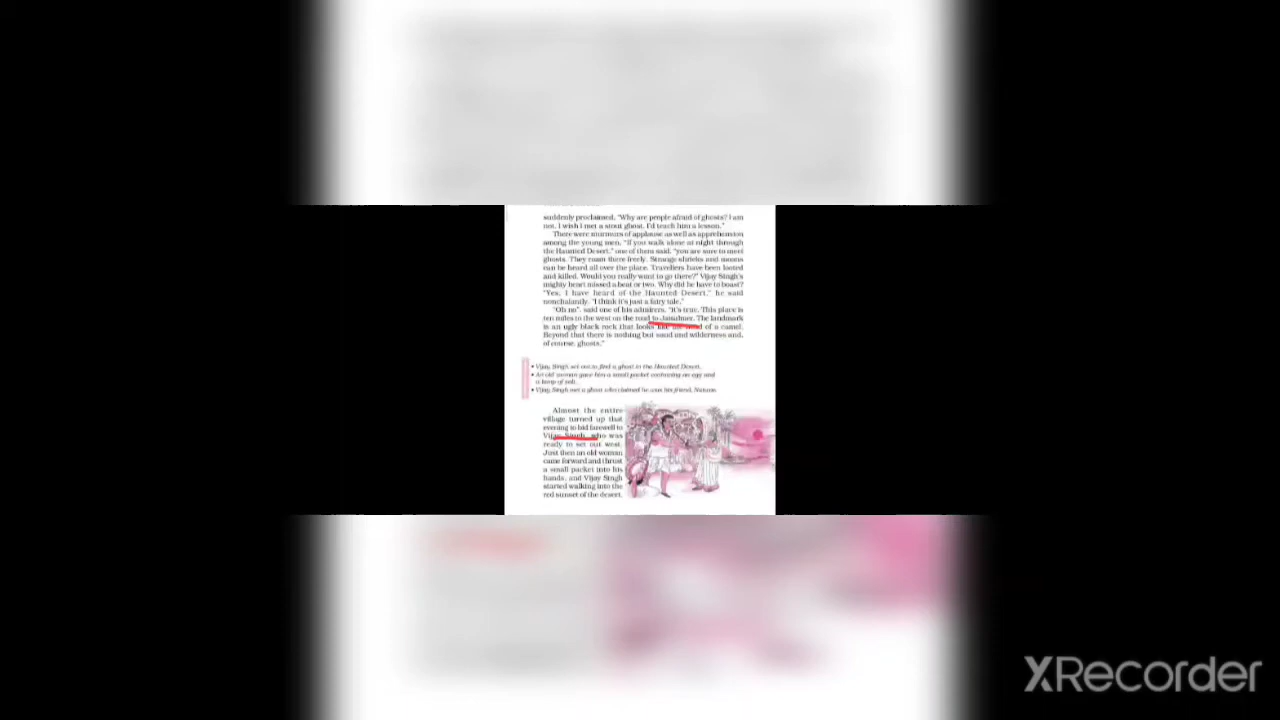 suddenly proclaimed, "Why are people afraid of ghosts? I am
not. I wish I met a stout ghost. I'd teach him a lesson."
There were murmurs of applause as well as apprehension
among the young men. "If you walk alone at night through
the Haunted Desert," one of them said, "you are sure to meet
ghosts. They roam there freely. Strange shrieks and moans
can be heard all over the place. Travellers have been looted
and killed. Would you really want to go there?" Vijay Singh's
mighty heart missed a beat or two. Why did he have to boast?
"Yes, I have heard of the Haunted Desert," he said
nonchalantly. "I think it's just a fairy tale."
"Oh no", said one of his admirers. "It's true. This place is
ten miles to the west on the road to Jaisalmer. The landmark
is an ugly black rock that looks like the head of a camel.
Beyond that there is nothing but sand and wilderness and,
of course, ghosts."
• Vijay Singh set out to find a ghost in the Haunted Desert.
• An old woman gave him a small packet containing an egg and
a lump of salt.
• Vijay Singh met a ghost who claimed he was his friend, Natwar.
Almost the entire
village turned up that
evening to bid farewell to
Vijay Singh, who was
ready to set out west.
Just then an old woman
came forward and thrust
a small packet into his
hands, and Vijay Singh
started walking into the
red sunset of the desert.
XRecorder